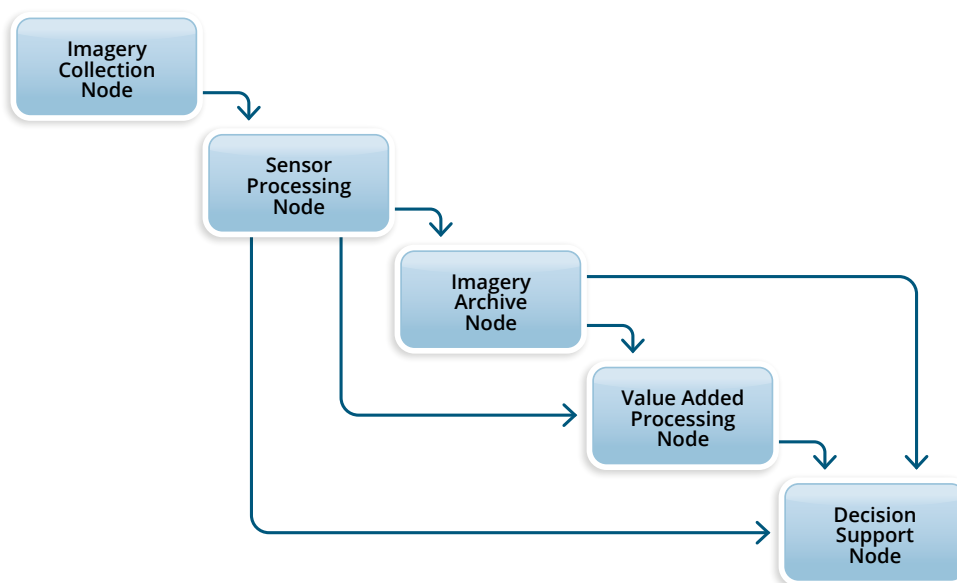 Imagery
Collection
Node
Sensor
Processing
Node
Imagery
Archive
Node
Value Added
Processing
Node
Decision
Support
Node